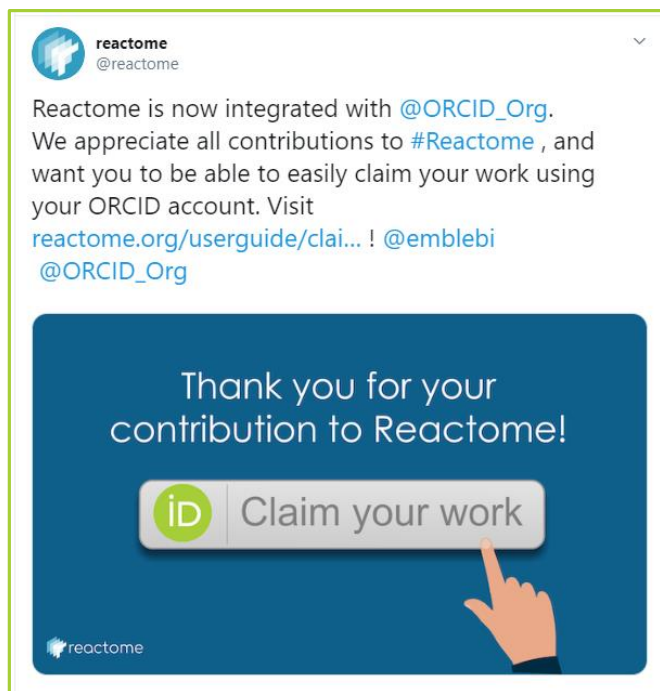 reactome
@reactome
Reactome is now integrated with @ORCID_Org.
We appreciate all contributions to #Reactome , and
want you to be able to easily claim your work using
your ORCID account. Visit
reactome.org/userguide/clai... ! @emblebi
@ORCID_Org
Thank you for your
contribution to Reactome!
iD Claim your work
reactome